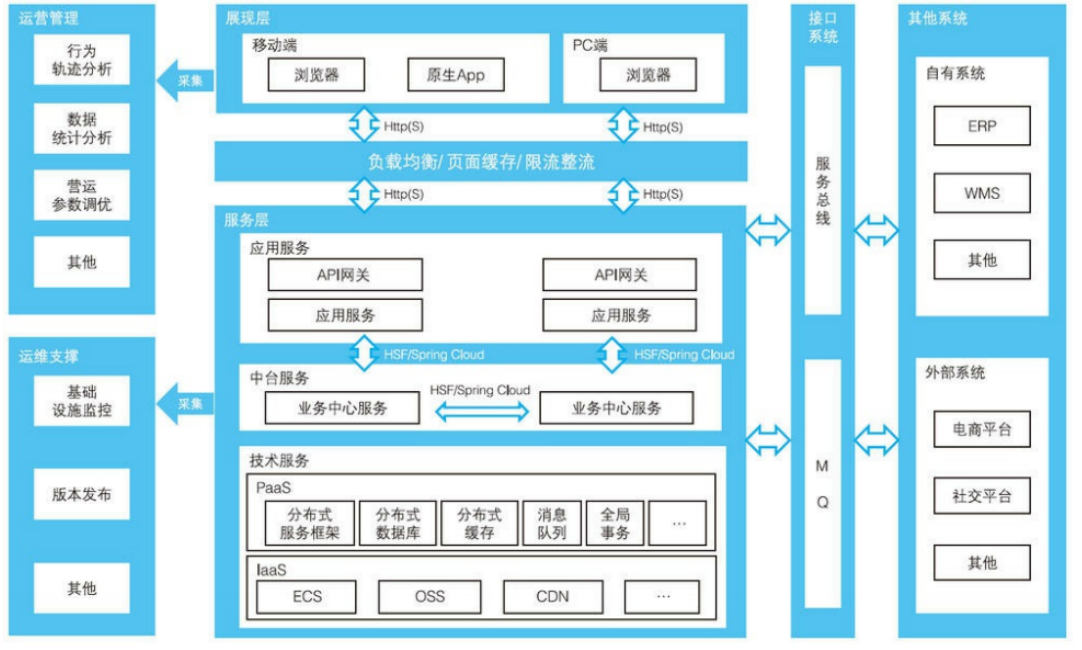 运营管理
行为
轨迹分析
数据
统计分析
营运
参数调优
其他
运维支撑
基础
设施监控
版本发布
其他
采集
采集
展现层
移动端
浏览器
原生App
PC端
浏览器
Http(S)
Http(S)
负载均衡/ 页面缓存/ 限流整流
Http(S)
Http(S)
服务层
应用服务
API网关
API网关
应用服务
应用服务
HSF/Spring Cloud
HSF/Spring Cloud
中台服务
业务中心服务
HSF/Spring Cloud
业务中心服务
技术服务
PaaS
分布式
服务框架
分布式
数据库
分布式
缓存
消息
队列
全局
事务
…
IaaS
ECS
OSS
CDN
…
接口
系统
服
务
总
线
M
Q
其他系统
自有系统
ERP
WMS
其他
外部系统
电商平台
社交平台
其他